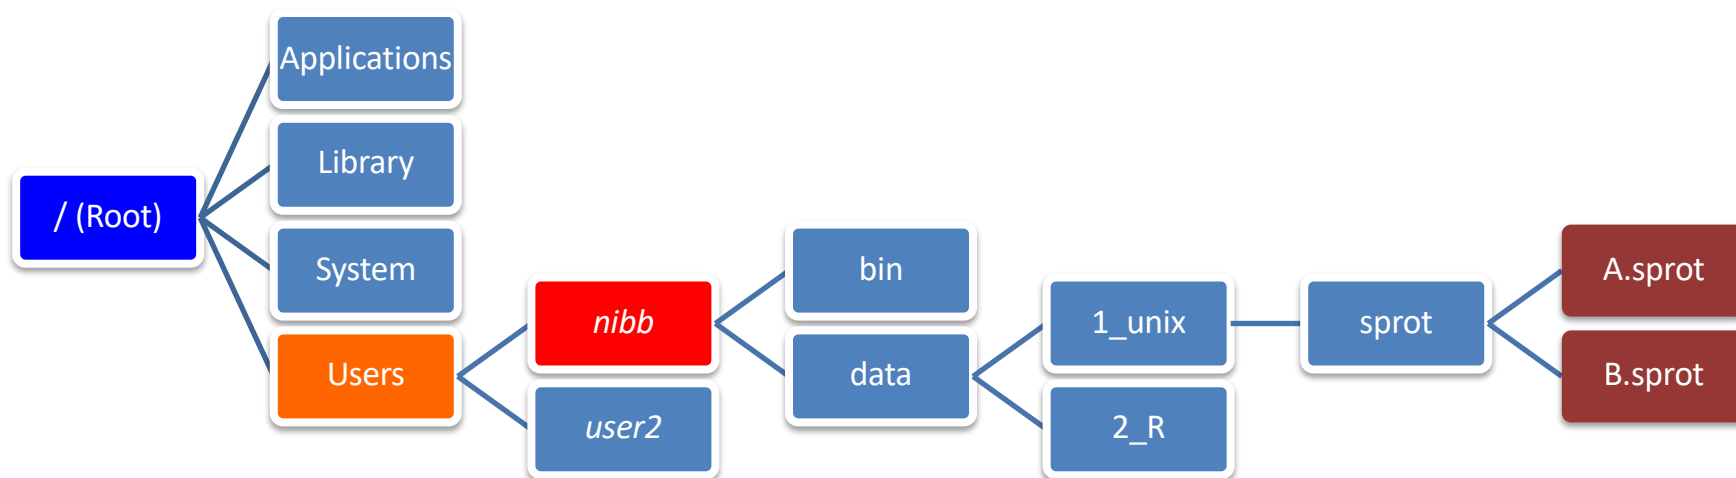 / (Root)
Applications
Library
System
Users
nibb
user2
bin
data
1_unix
2_R
sprot
A.sprot
B.sprot